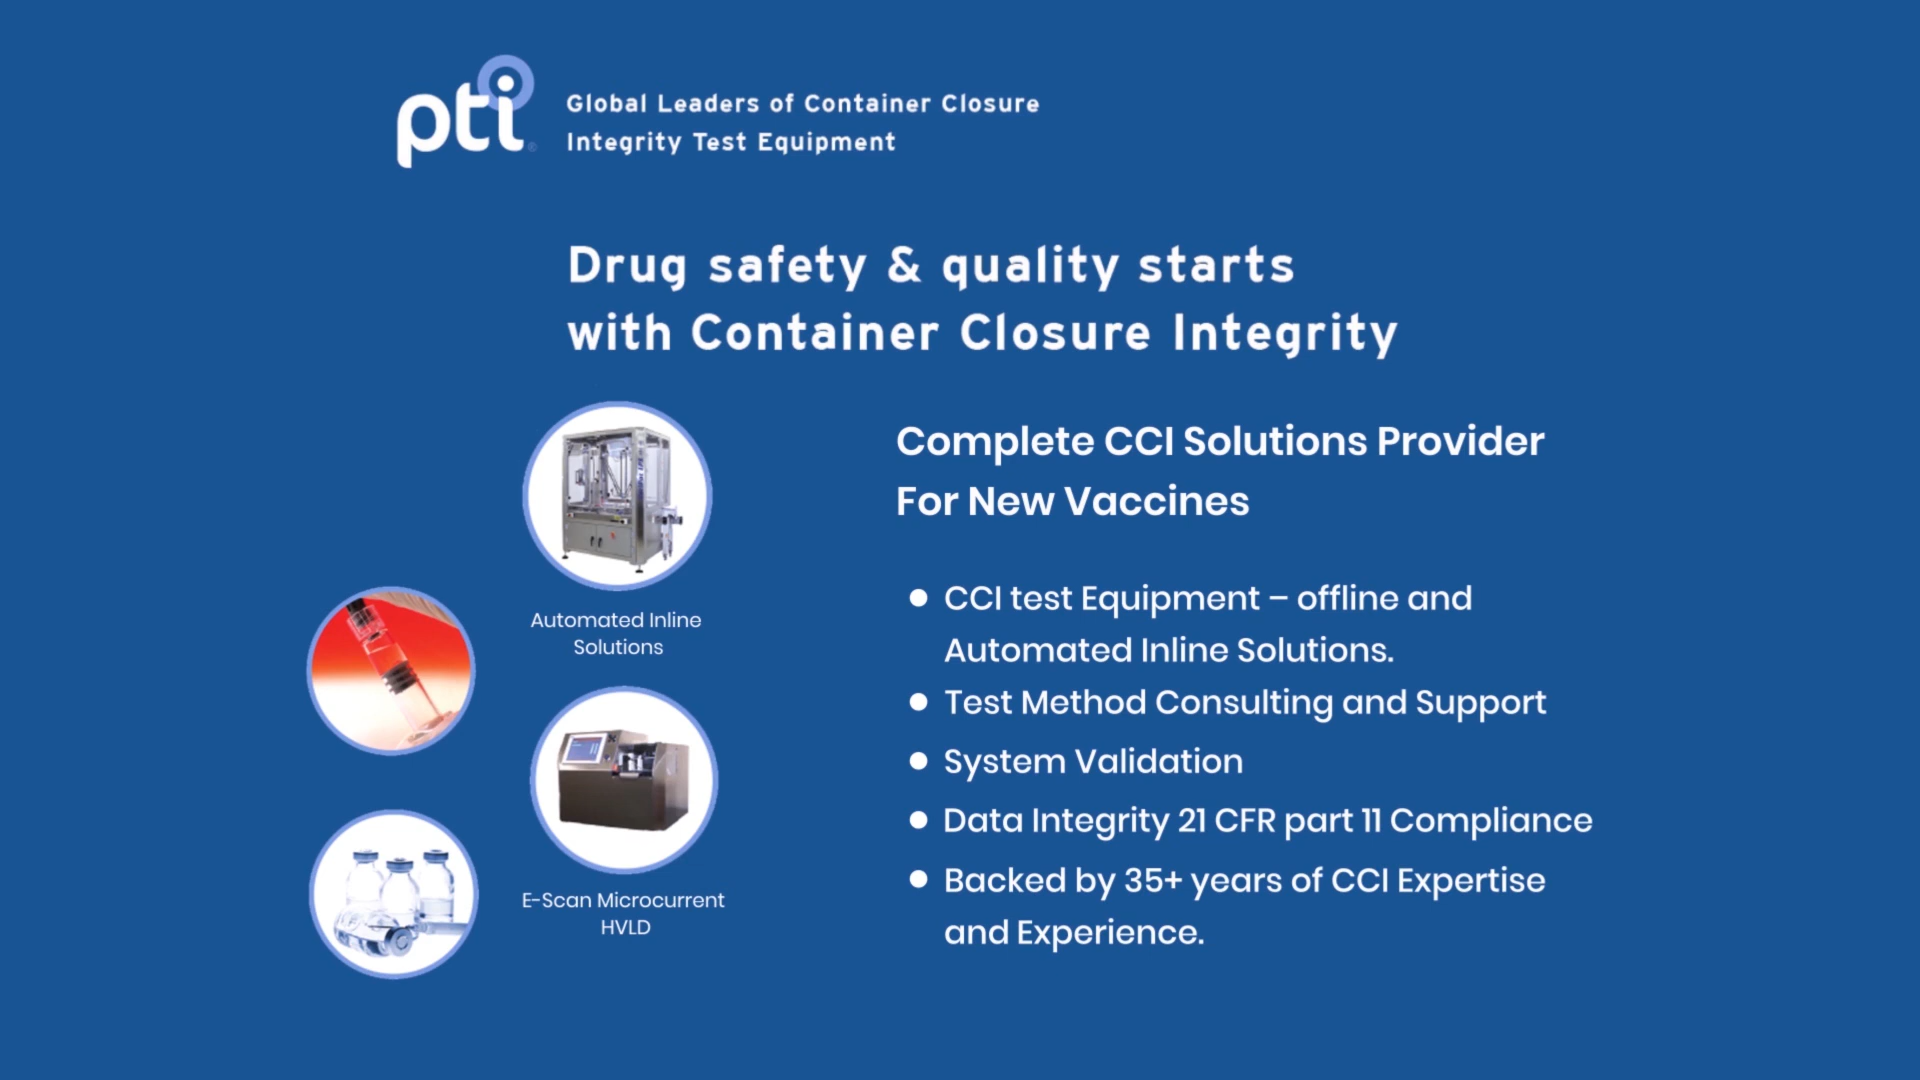 pti®
Global Leaders of Container Closure
Integrity Test Equipment
Drug safety & quality starts
with Container Closure Integrity
Automated Inline
Solutions
E-Scan Microcurrent
HVLD
Complete CCI Solutions Provider
For New Vaccines
● CCI test Equipment – offline and
Automated Inline Solutions.
● Test Method Consulting and Support
● System Validation
● Data Integrity 21 CFR part 11 Compliance
● Backed by 35+ years of CCI Expertise
and Experience.